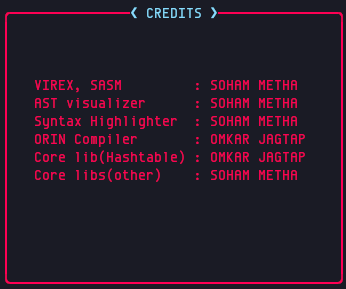 ❮ CREDITS ❯
VIREX, SASM : SOHAM METHA
AST visualizer : SOHAM METHA
Syntax Highlighter : SOHAM METHA
ORIN Compiler : OMKAR JAGTAP
Core lib(Hashtable) : OMKAR JAGTAP
Core libs(other) : SOHAM METHA